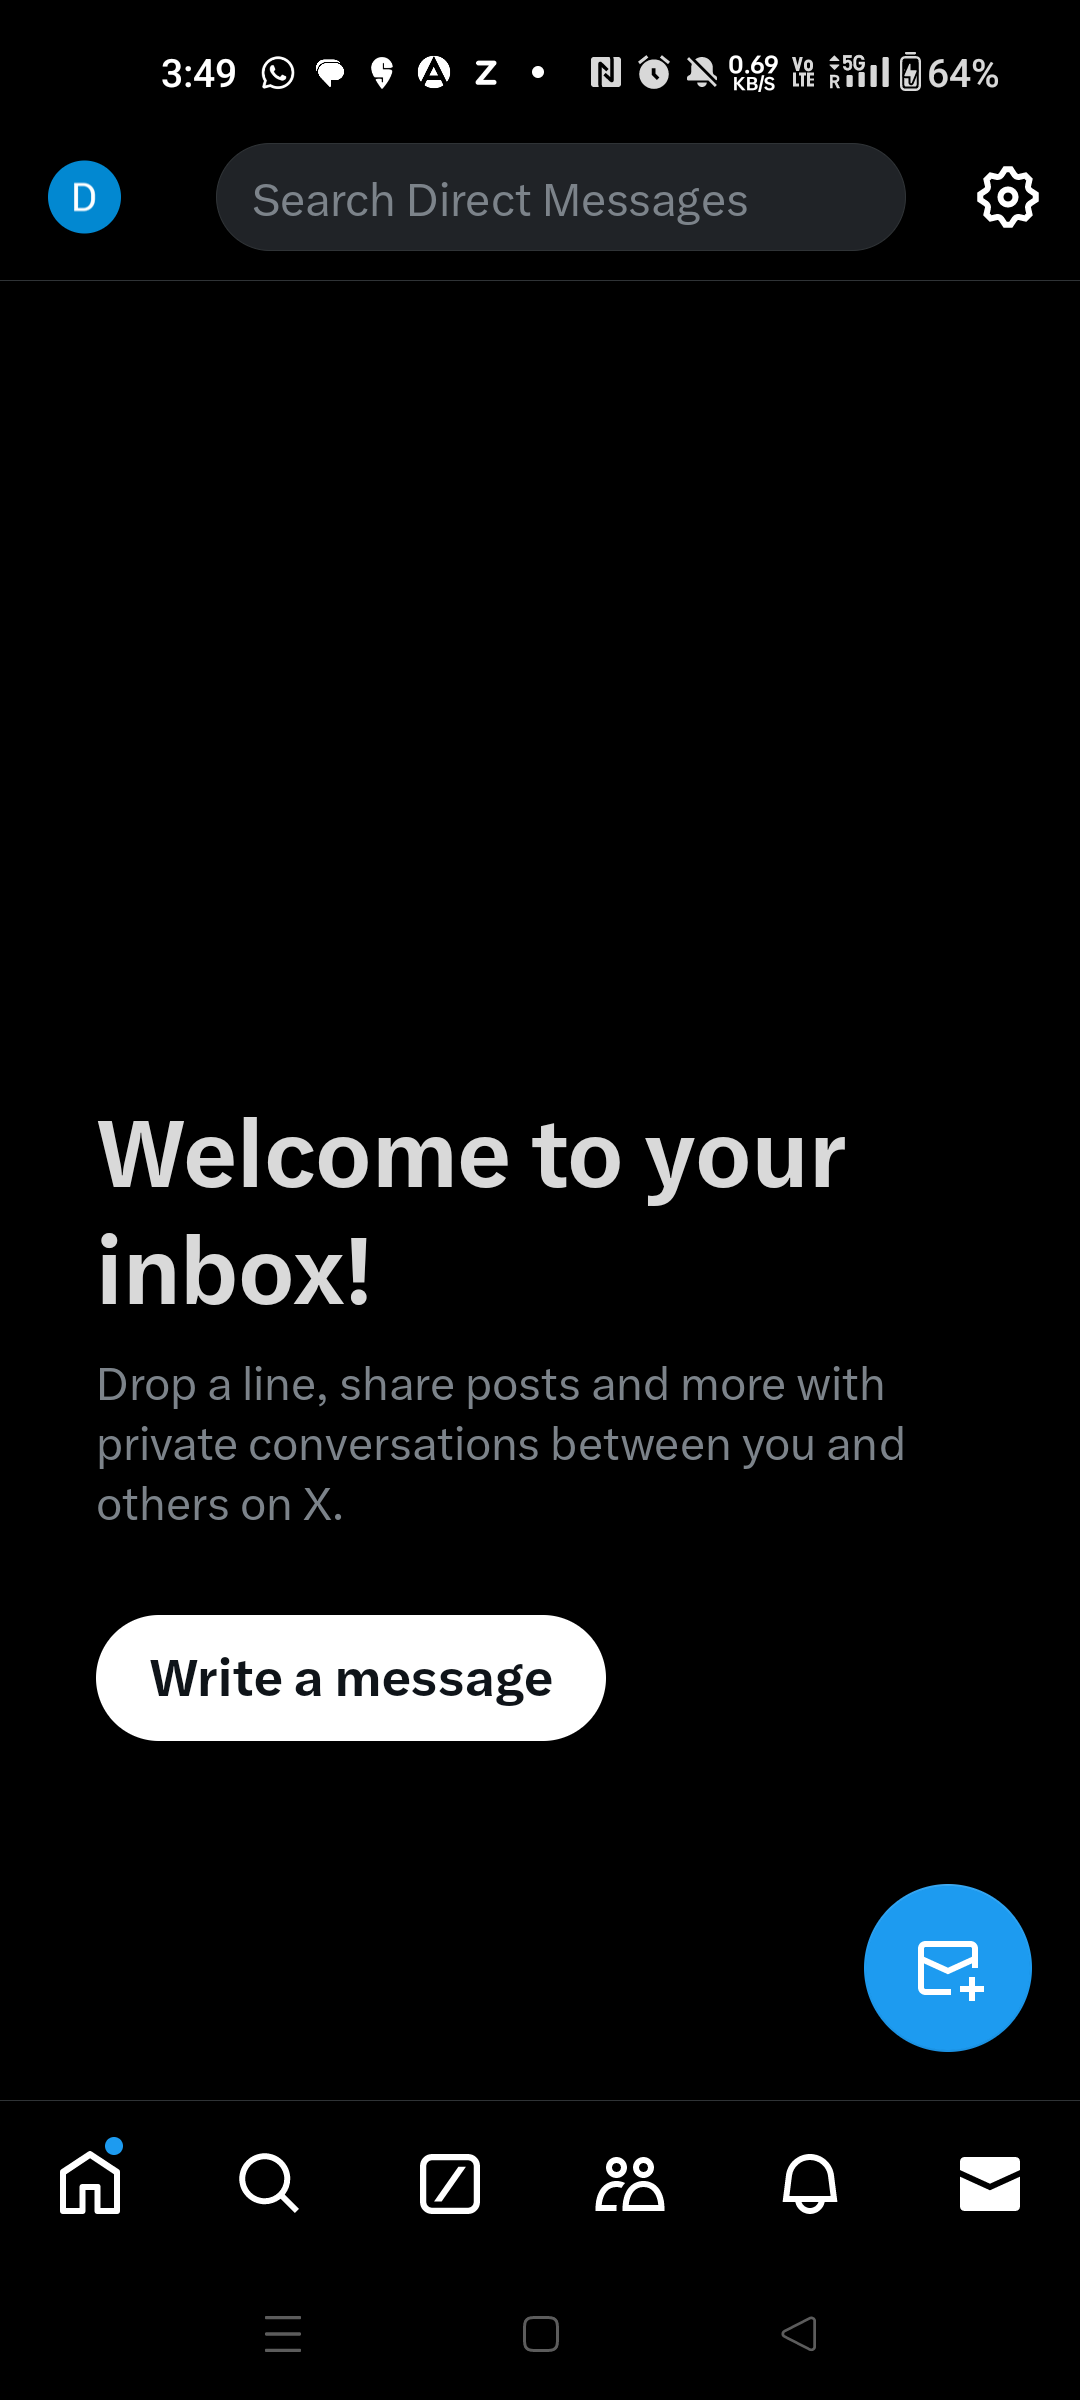 3:49 0.69 KB/S Vo LTE 5G R 64%
D Search Direct Messages
Welcome to your
inbox!
Drop a line, share posts and more with
private conversations between you and
others on X.
Write a message